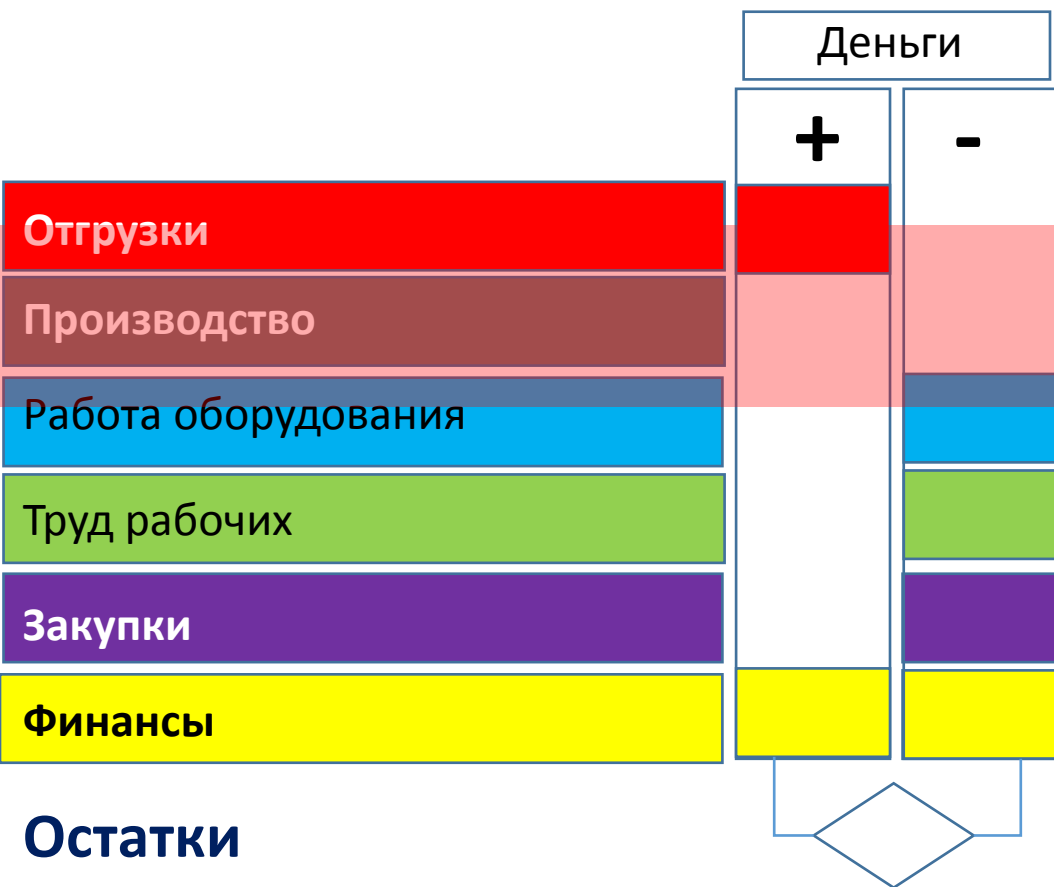 Деньги
+ -
Отгрузки
Производство
Работа оборудования
Труд рабочих
Закупки
Финансы
Остатки